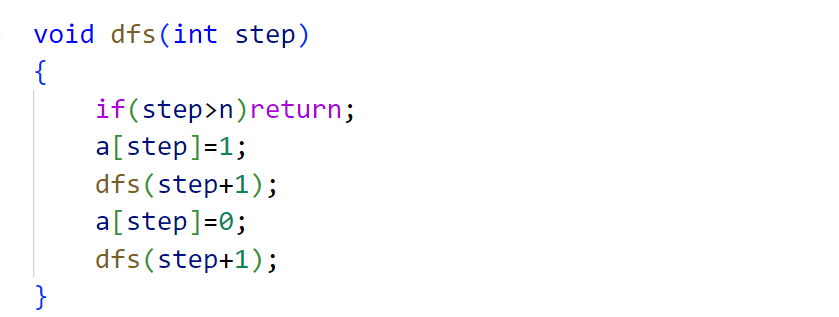 void dfs(int step)
{
    if(step>n)return;
    a[step]=1;
    dfs(step+1);
    a[step]=0;
    dfs(step+1);
}